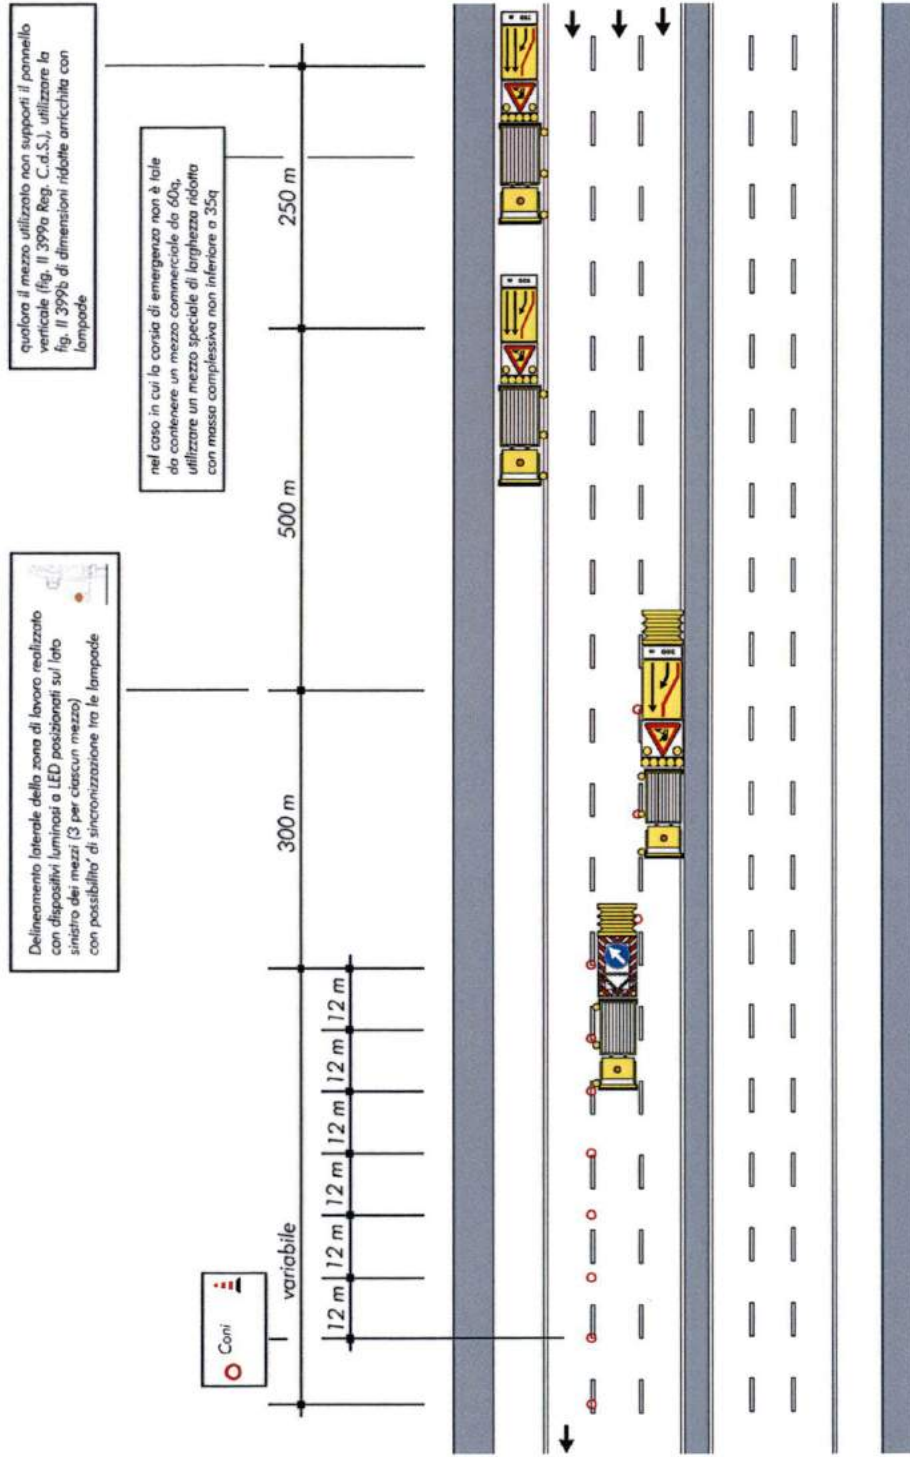 Delineamento laterale della zona di lavoro realizzato
con dispositivi luminosi a LED posizionati sul lato
sinistro dei mezzi (3 per ciascun mezzo)
con possibilita' di sincronizzazione tra le lampade
qualora il mezzo utilizzato non supporti il pannello
verticale (fig. II 399a Reg. C.d.S.), utilizzare la
fig. II 399b di dimensioni ridotte arricchita con
lampade
nel caso in cui la corsia di emergenza non è tale
da contenere un mezzo commerciale da 60q,
utilizzare un mezzo speciale di larghezza ridotta
con massa complessiva non inferiore a 35q
Coni
variabile
300 m
500 m
250 m
12 m
12 m
12 m
12 m
12 m
12 m